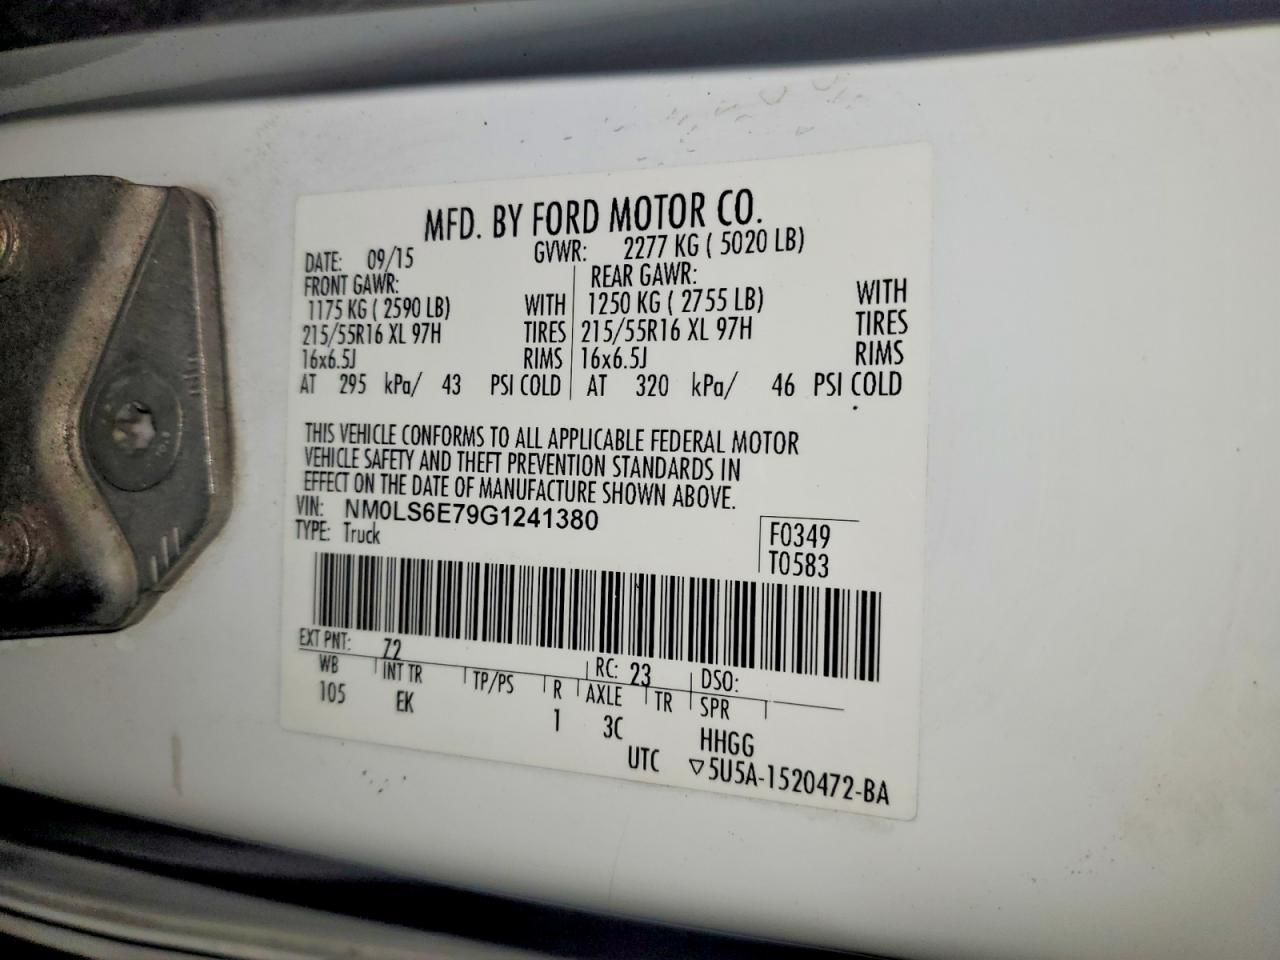 MFD. BY FORD MOTOR CO.
DATE: 09/15 GVWR: 2277 KG ( 5020 LB)
FRONT GAWR: REAR GAWR:
1175 KG ( 2590 LB) WITH 1250 KG ( 2755 LB) WITH
215/55R16 XL 97H TIRES 215/55R16 XL 97H TIRES
16x6.5J RIMS 16x6.5J RIMS
AT 295 kPa/ 43 PSI COLD AT 320 kPa/ 46 PSI COLD
THIS VEHICLE CONFORMS TO ALL APPLICABLE FEDERAL MOTOR
VEHICLE SAFETY AND THEFT PREVENTION STANDARDS IN
EFFECT ON THE DATE OF MANUFACTURE SHOWN ABOVE.
VIN: NM0LS6E79G1241380
TYPE: Truck
F0349
T0583
EXT PNT: Z2 RC: 23 DSO:
WB INT TR TP/PS R AXLE TR SPR
105 EK 1 3C HHGG
UTC ▽5U5A-1520472-BA